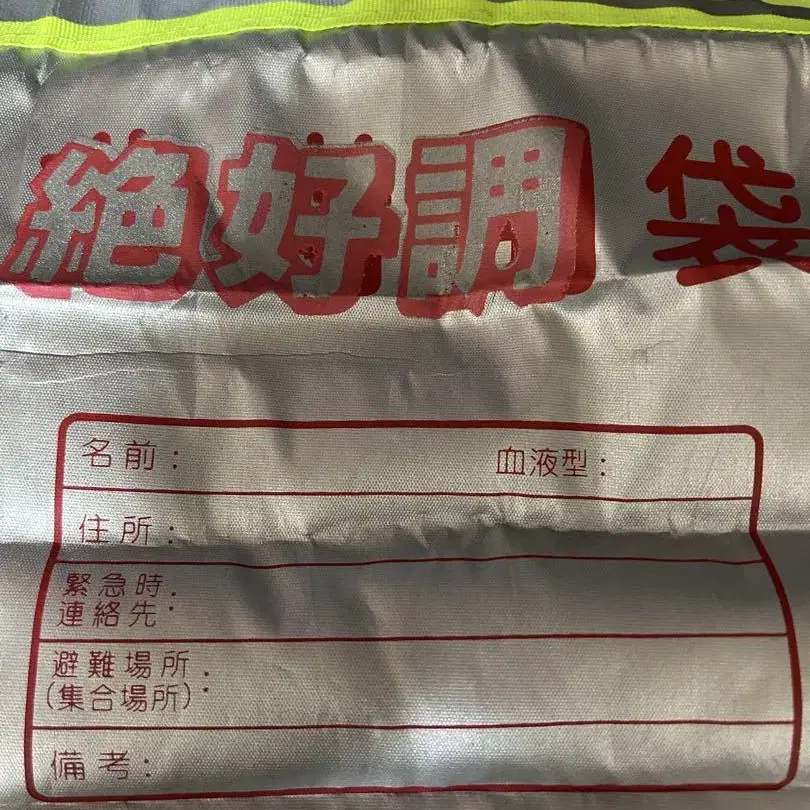 絶好調 袋
名前： 血液型：
住所：
緊急時
連絡先：
避難場所
(集合場所)：
備考：